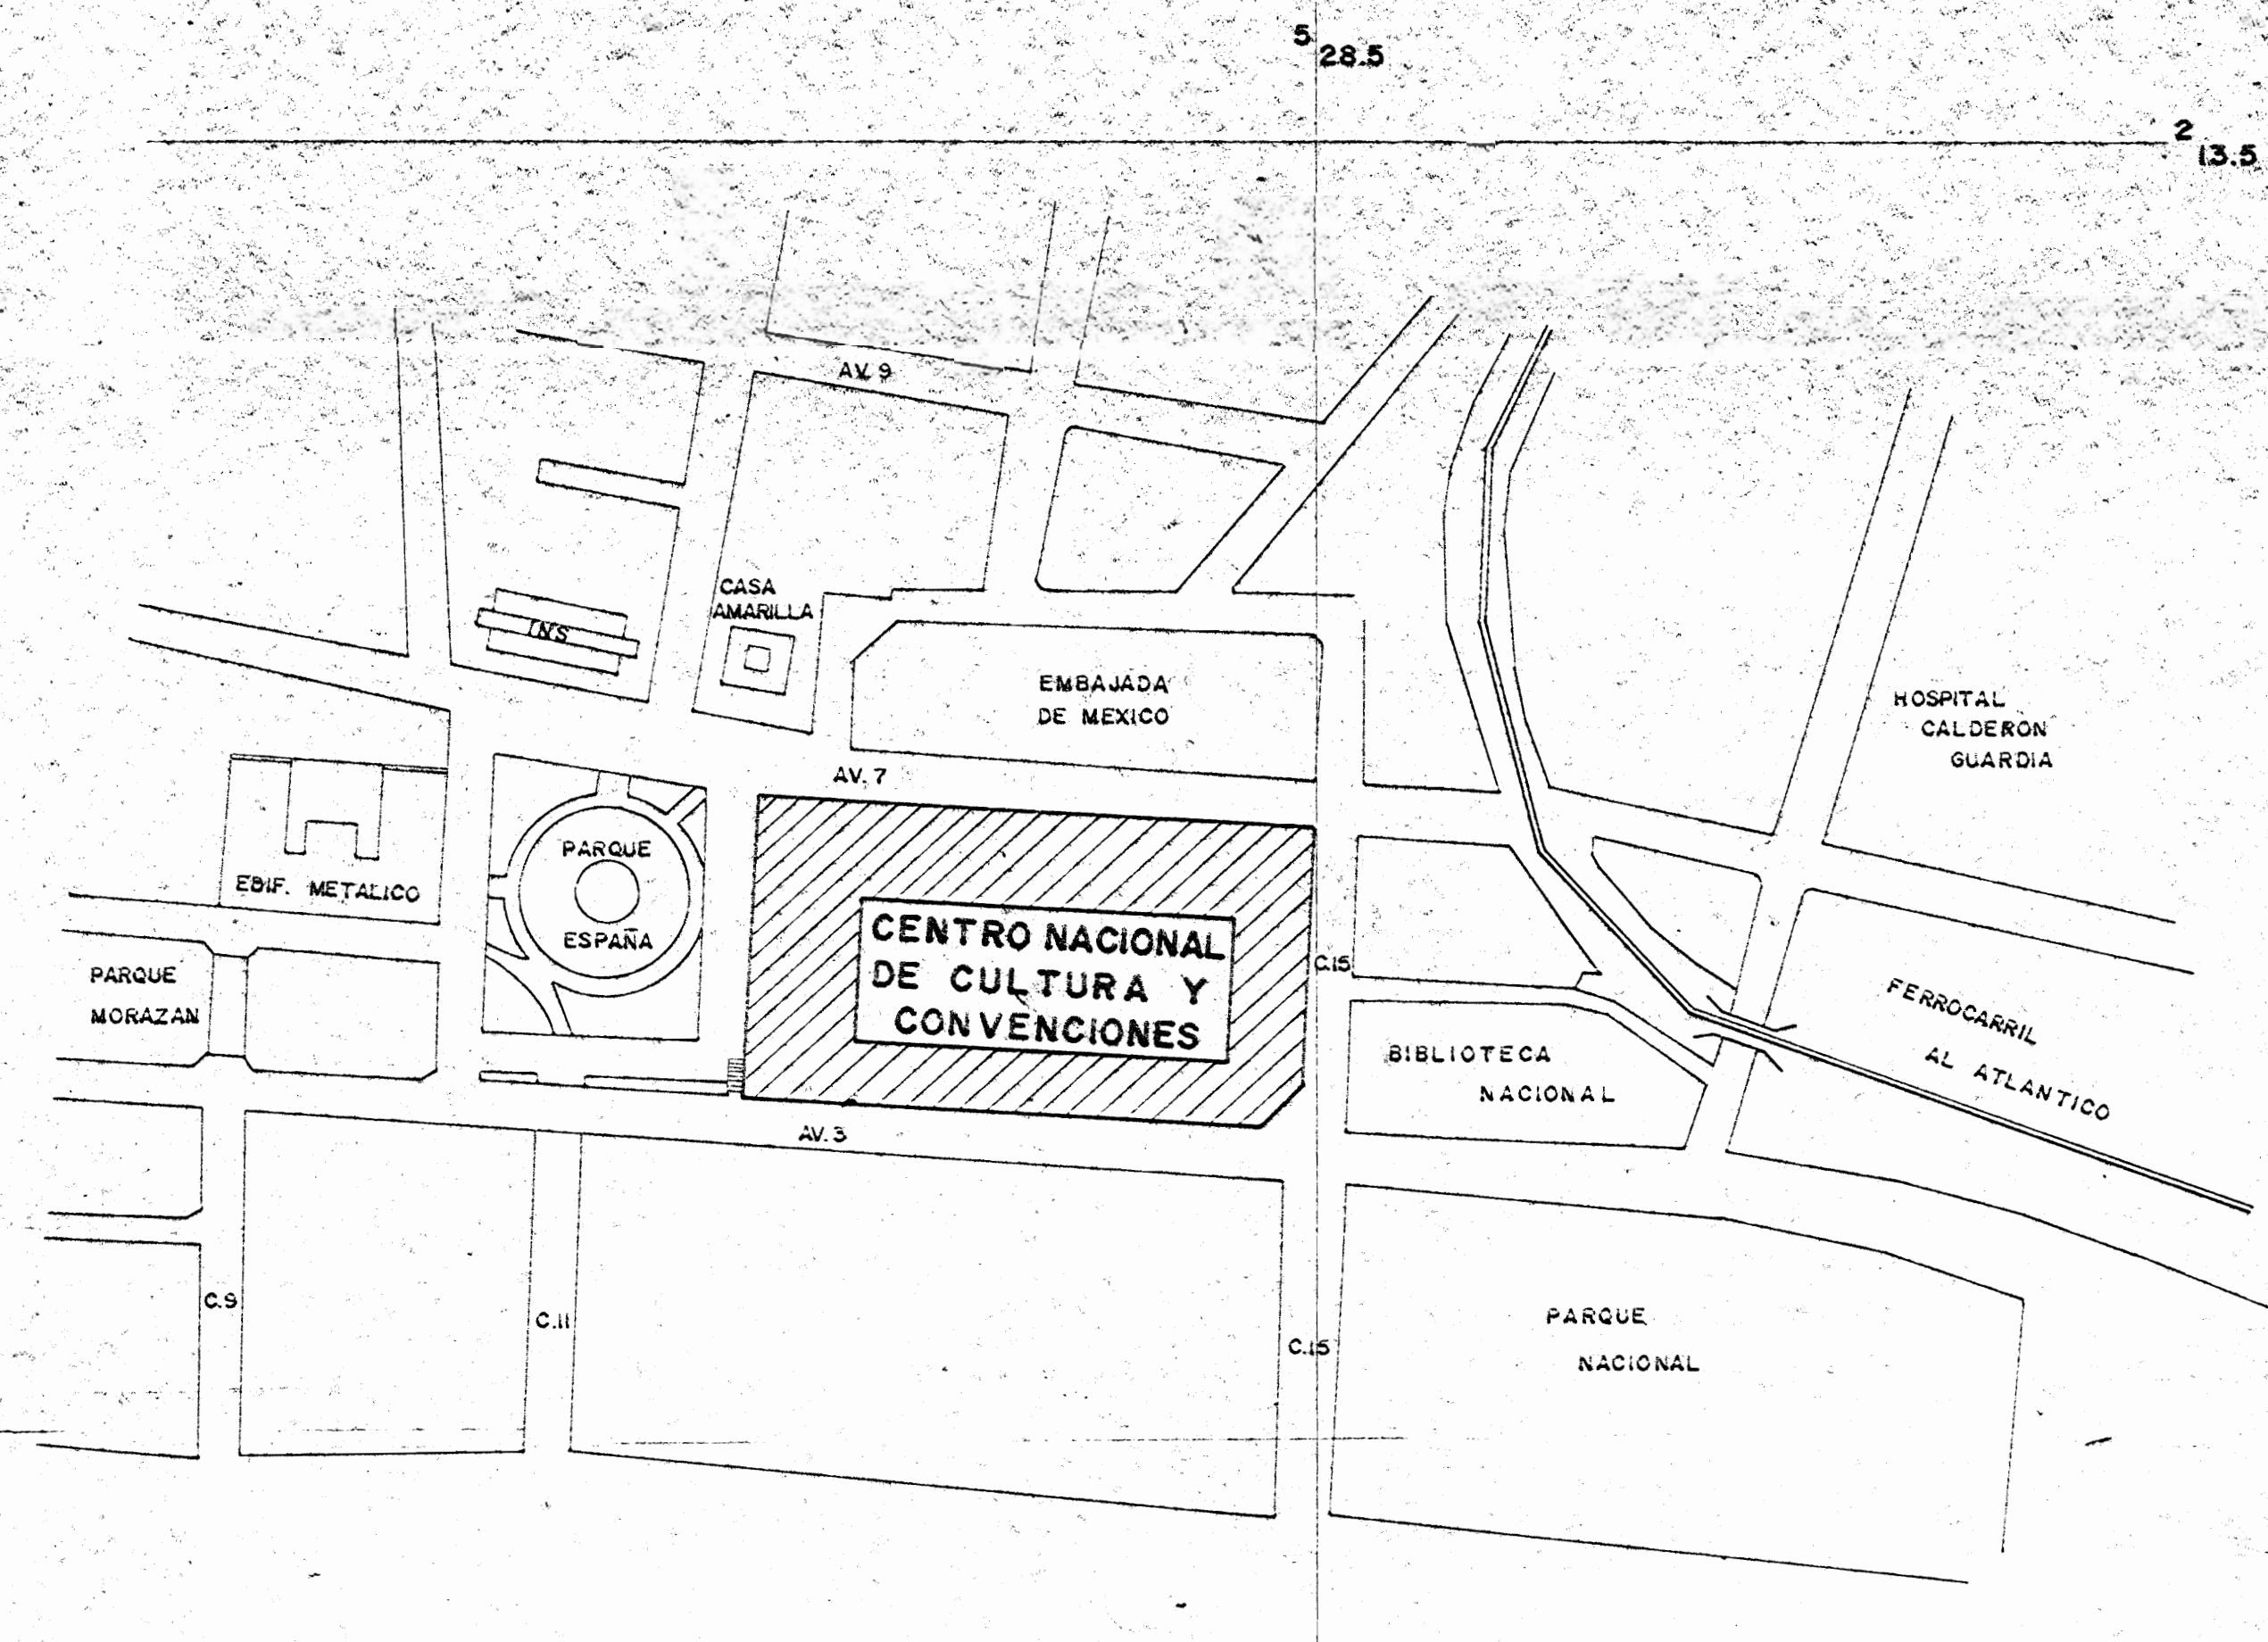 5
28.5
2
13.5
AV. 9
CASA
AMARILLA
INS
EMBAJADA
DE MEXICO
HOSPITAL
CALDERON
GUARDIA
AV. 7
PARQUE
ESPAÑA
EDIF. METALICO
CENTRO NACIONAL
DE CULTURA Y
CONVENCIONES
C.15
PARQUE
MORAZAN
FERROCARRIL
AL ATLANTICO
BIBLIOTECA
NACIONAL
AV. 3
C.9
C.11
C.15
PARQUE
NACIONAL